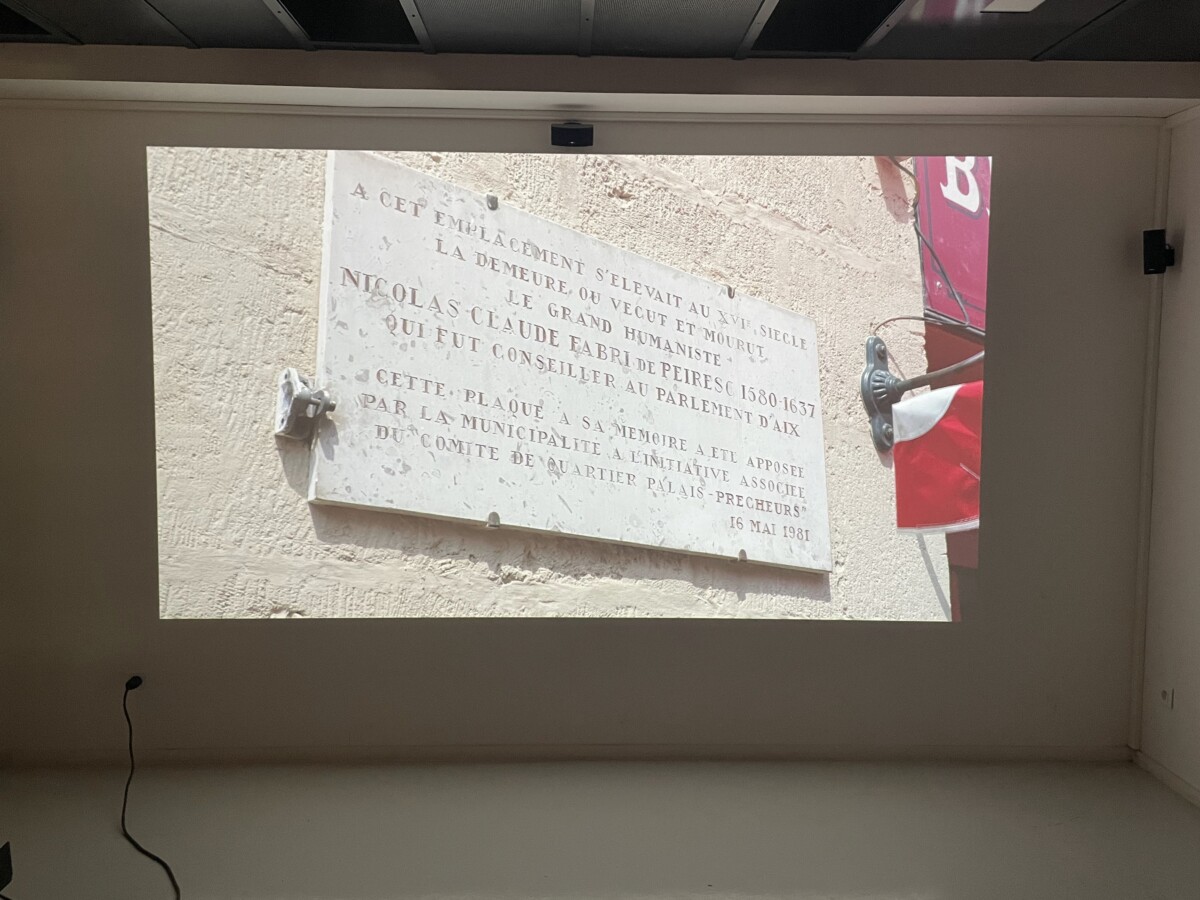 A CET EMPLACEMENT S'ELEVAIT AU XVIᵉ SIECLE
LA DEMEURE OU VECUT ET MOURUT
LE GRAND HUMANISTE
NICOLAS CLAUDE FABRI DE PEIRESC 1580-1637
QUI FUT CONSEILLER AU PARLEMENT D'AIX
CETTE PLAQUE A SA MEMOIRE A ETE APPOSEE
PAR LA MUNICIPALITE A L'INITIATIVE ASSOCIEE
DU "COMITE DE QUARTIER PALAIS-PRECHEURS"
16 MAI 1981
B